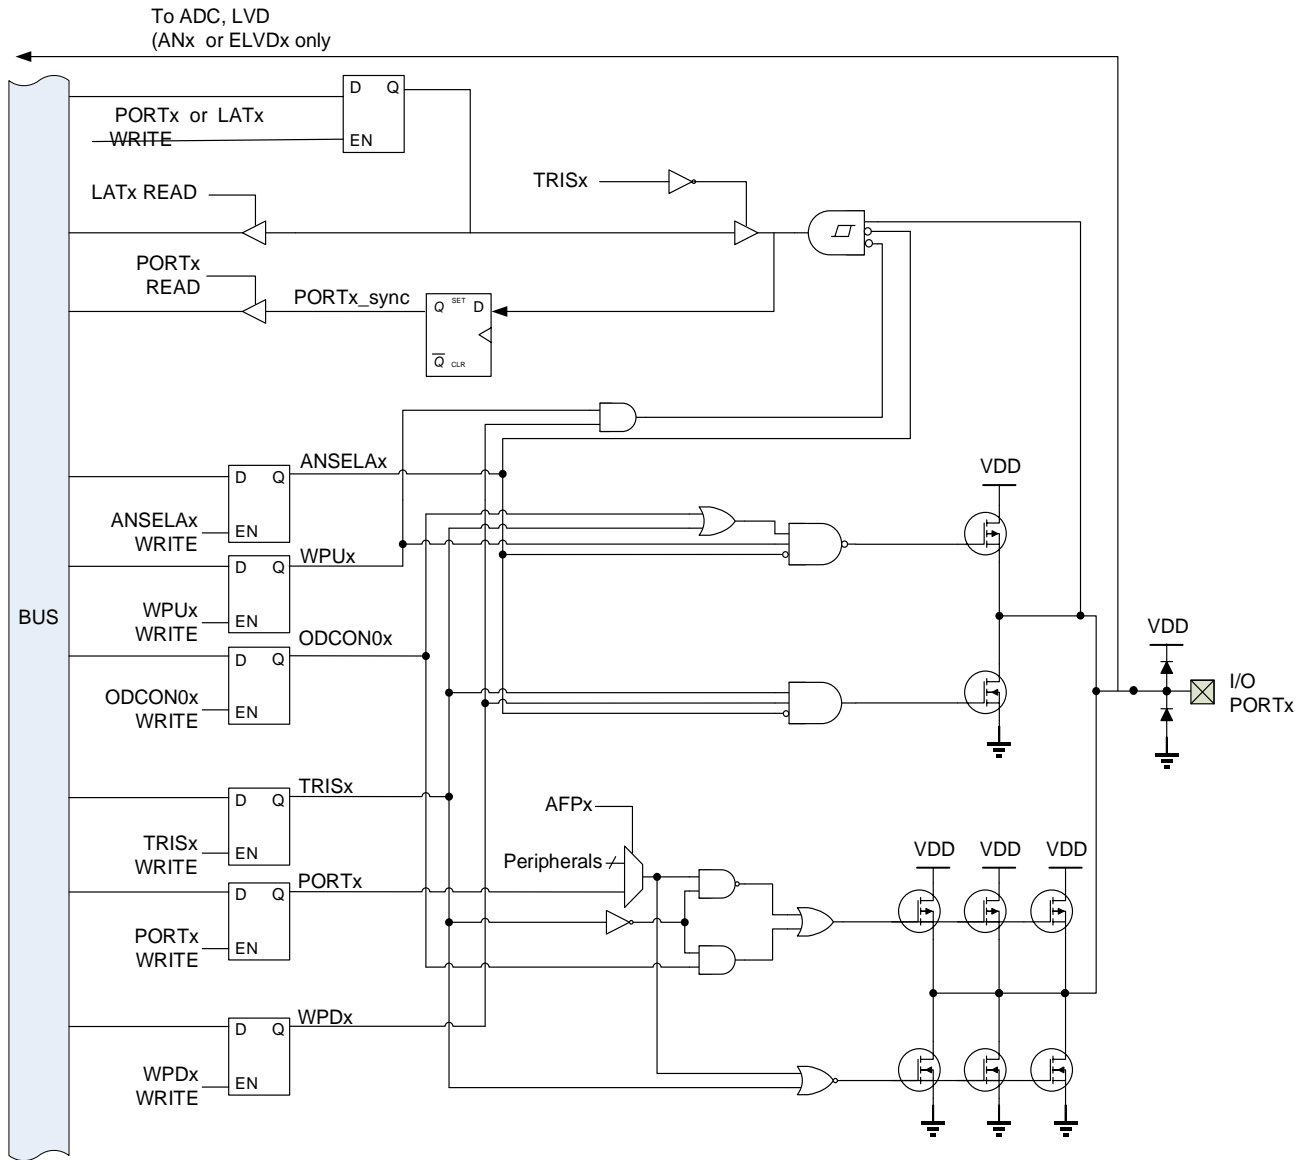 To ADC, LVD
(ANx or ELVDx only
D Q
PORTx or LATx
WRITE
EN
LATx READ
TRISx
PORTx
READ
PORTx_sync
Q SET D
Q CLR
ANSELAx
D Q
ANSELAx
WRITE
EN
VDD
WPUx
D Q
WPUx
WRITE
EN
BUS
ODCON0x
D Q
ODCON0x
WRITE
EN
VDD
I/O
PORTx
TRISx
D Q
TRISx
WRITE
EN
AFPx
Peripherals
VDD VDD VDD
PORTx
D Q
PORTx
WRITE
EN
WPDx
D Q
WPDx
WRITE
EN